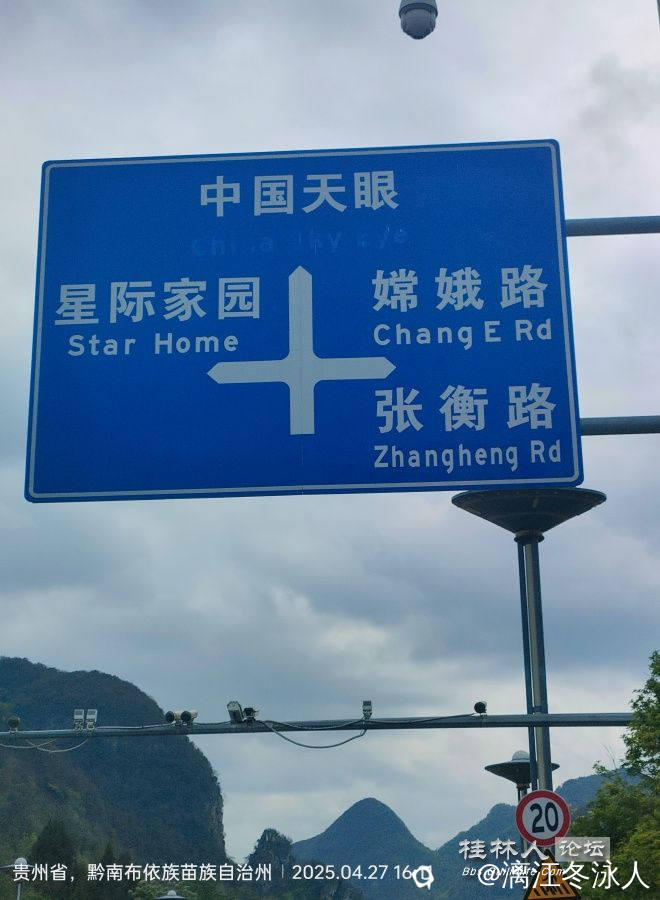 中国天眼
星际家园
Star Home
嫦娥路
Chang E Rd
张衡路
Zhangheng Rd
20
桂林人论坛
贵州省，黔南布依族苗族自治州 | 2025.04.27
@漓江冬泳人